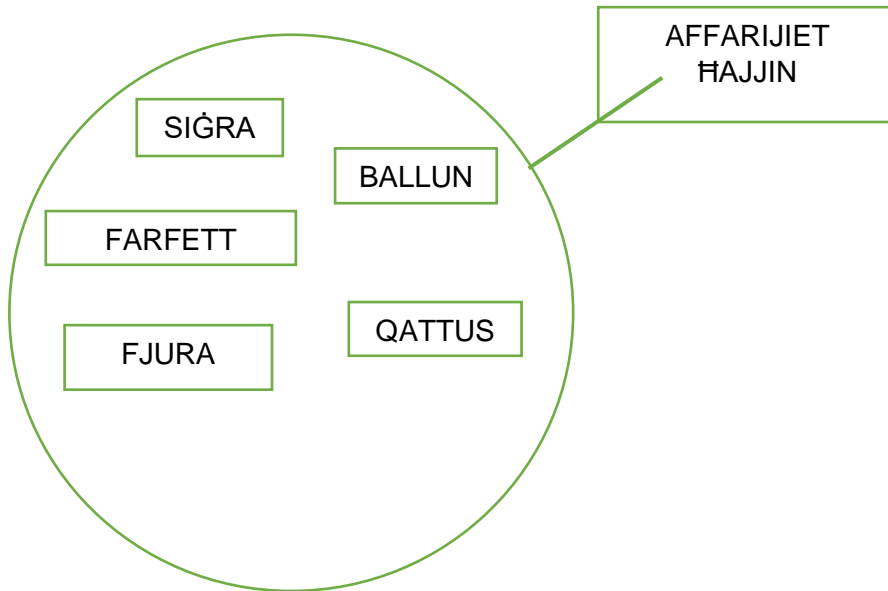 AFFARIJIET
ĦAJJIN
SIĠRA
BALLUN
FARFETT
QATTUS
FJURA